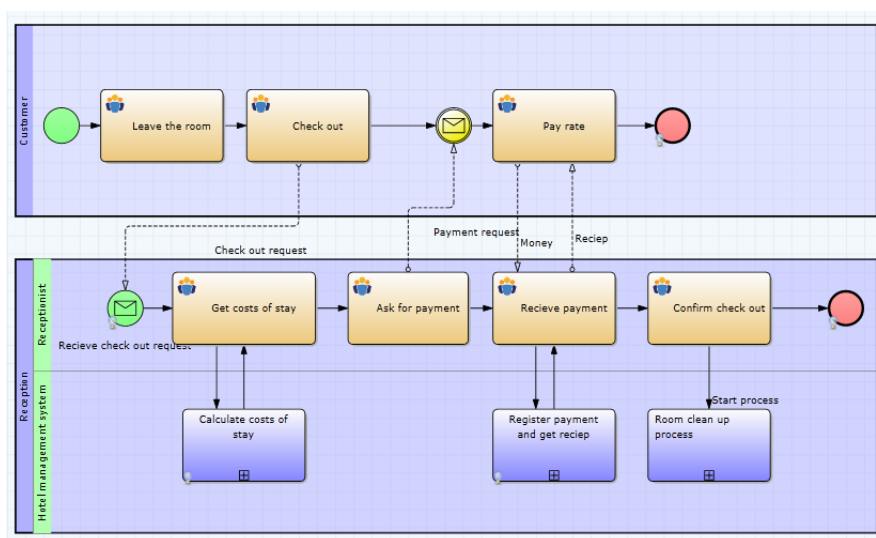 Customer
Leave the room
Check out
Pay rate
Payment request
Money
Reciep
Check out request
Reception
Receptionist
Get costs of stay
Ask for payment
Recieve payment
Confirm check out
Recieve check out request
Hotel management system
Start process
Calculate costs of
stay
Register payment
and get reciep
Room clean up
process